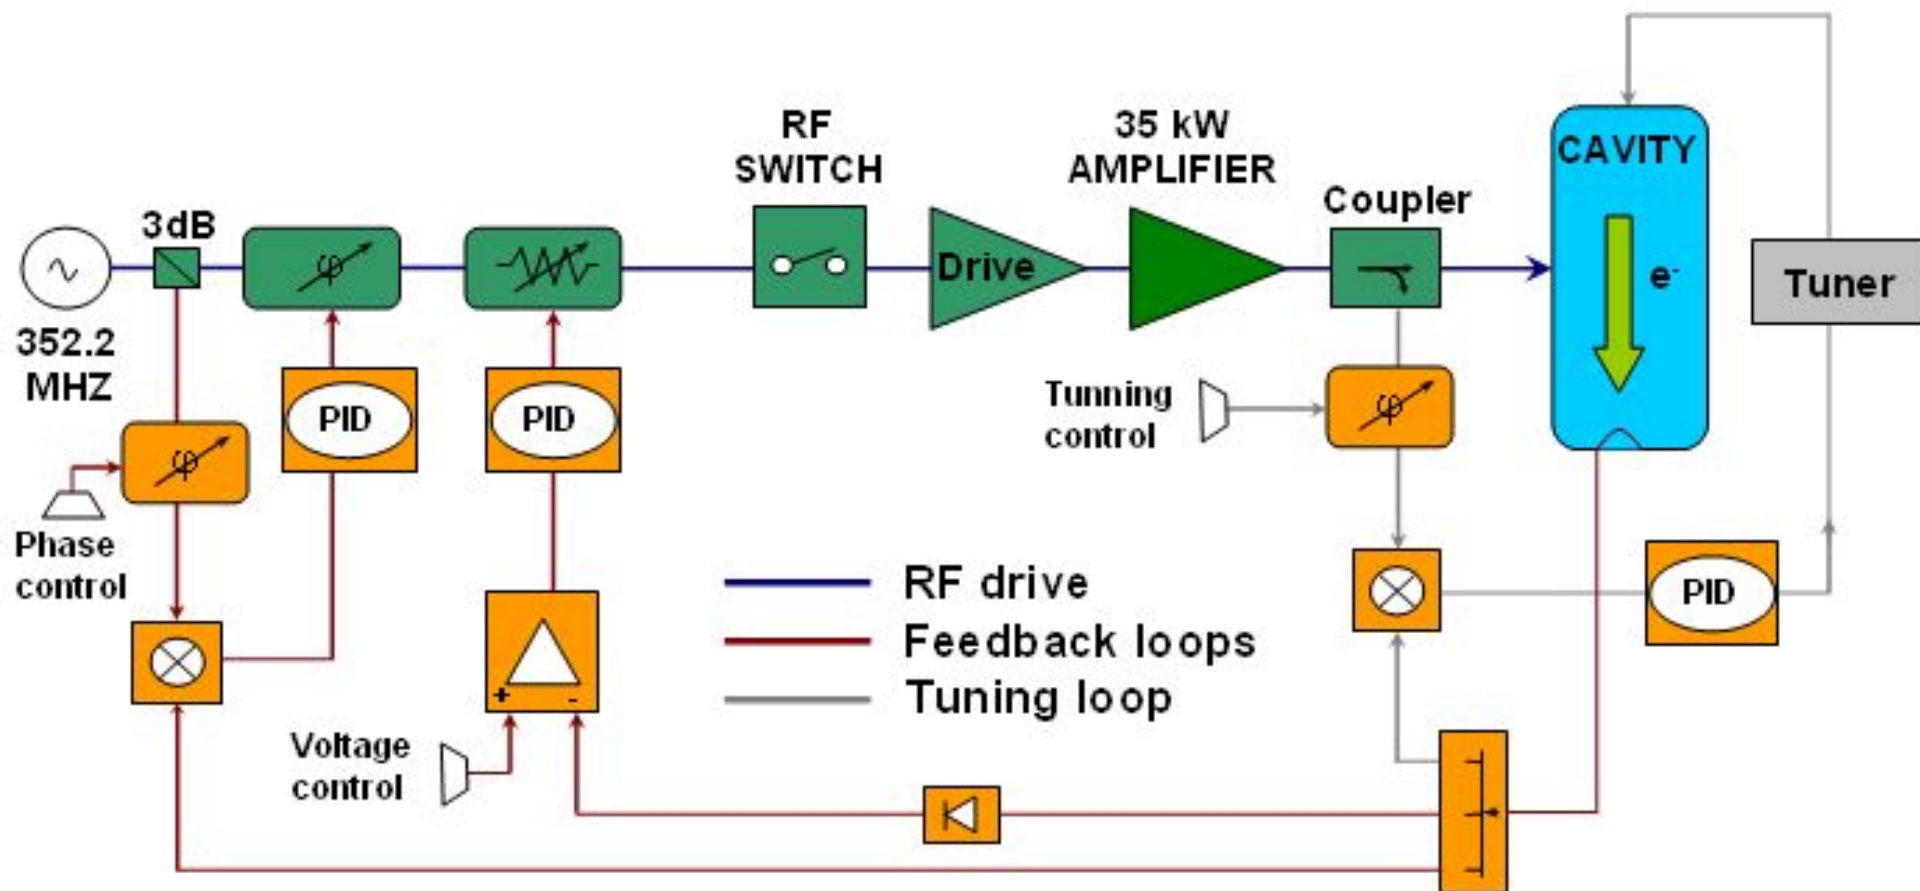 RF
SWITCH
35 kW
AMPLIFIER
CAVITY
Coupler
3dB
φ
Drive
e-
Tuner
352.2
MHZ
PID
PID
Tunning
control
φ
φ
Phase
control
RF drive
PID
Feedback loops
Tuning loop
+ -
Voltage
control